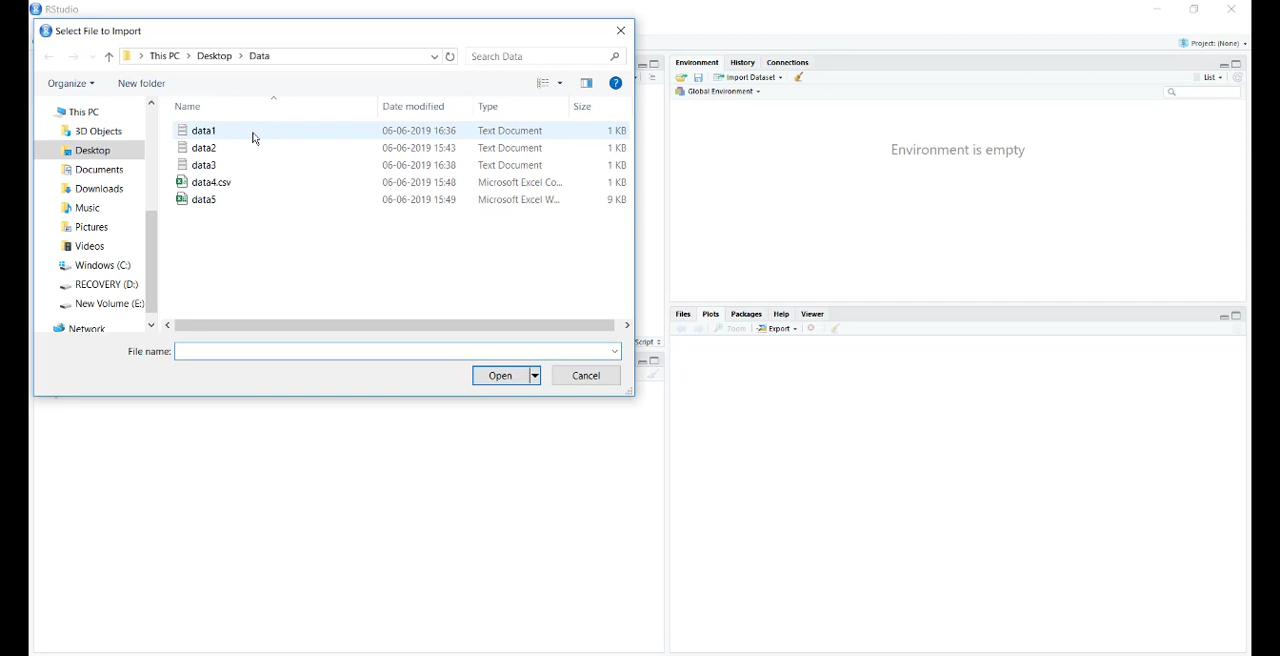 RStudio
Select File to Import
This PC > Desktop > Data
Search Data
Organize New folder
Name Date modified Type Size
This PC
3D Objects
Desktop
Documents
Downloads
Music
Pictures
Videos
Windows (C:)
RECOVERY (D:)
New Volume (E:)
Network
data1 06-06-2019 16:36 Text Document 1 KB
data2 06-06-2019 15:43 Text Document 1 KB
data3 06-06-2019 16:38 Text Document 1 KB
data4.csv 06-06-2019 15:48 Microsoft Excel Co... 1 KB
data5 06-06-2019 15:49 Microsoft Excel W... 9 KB
File name:
Open Cancel
Script
Project: (None)
Environment History Connections
Import Dataset List
Global Environment
Environment is empty
Files Plots Packages Help Viewer
Zoom Export